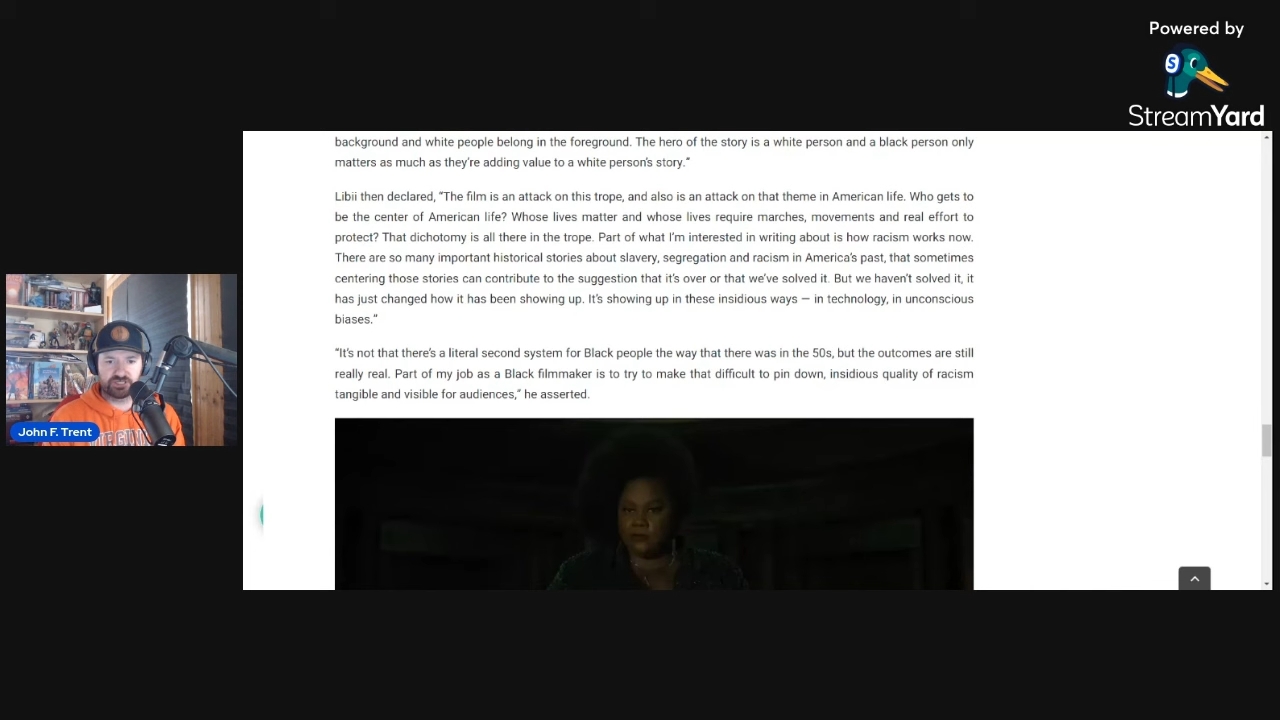 Powered by
S
StreamYard
background and white people belong in the foreground. The hero of the story is a white person and a black person only
matters as much as they're adding value to a white person's story.”
Libii then declared, “The film is an attack on this trope, and also is an attack on that theme in American life. Who gets to
be the center of American life? Whose lives matter and whose lives require marches, movements and real effort to
protect? That dichotomy is all there in the trope. Part of what I'm interested in writing about is how racism works now.
There are so many important historical stories about slavery, segregation and racism in America's past, that sometimes
centering those stories can contribute to the suggestion that it's over or that we've solved it. But we haven't solved it, it
has just changed how it has been showing up. It's showing up in these insidious ways — in technology, in unconscious
biases.”
“It's not that there's a literal second system for Black people the way that there was in the 50s, but the outcomes are still
really real. Part of my job as a Black filmmaker is to try to make that difficult to pin down, insidious quality of racism
tangible and visible for audiences,” he asserted.
John F. Trent